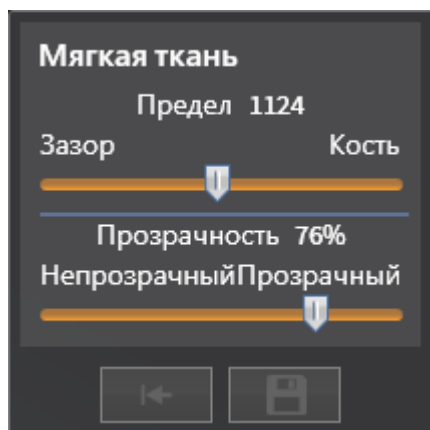 Мягкая ткань
Предел 1124
Зазор Кость
Прозрачность 76%
НепрозрачныйПрозрачный